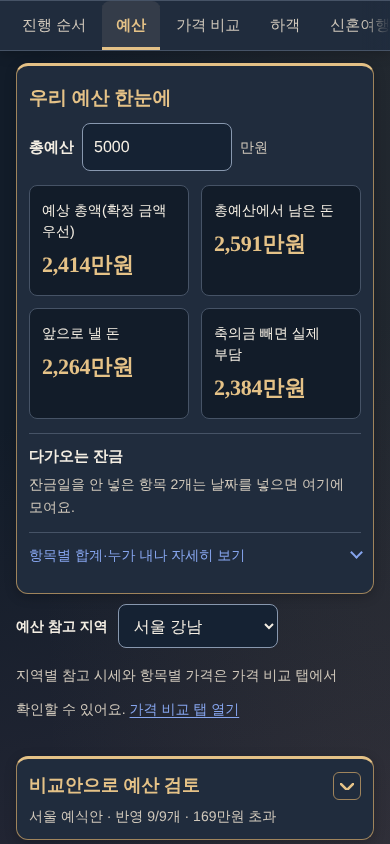 진행 순서 예산 가격 비교 하객 신혼여행
우리 예산 한눈에
총예산 5000 만원
예상 총액(확정 금액
우선)
2,414만원
총예산에서 남은 돈
2,591만원
앞으로 낼 돈
2,264만원
축의금 빼면 실제
부담
2,384만원
다가오는 잔금
잔금일을 안 넣은 항목 2개는 날짜를 넣으면 여기에
모여요.
항목별 합계·누가 내나 자세히 보기
예산 참고 지역 서울 강남
지역별 참고 시세와 항목별 가격은 가격 비교 탭에서
확인할 수 있어요. 가격 비교 탭 열기
비교안으로 예산 검토
서울 예식안 · 반영 9/9개 · 169만원 초과